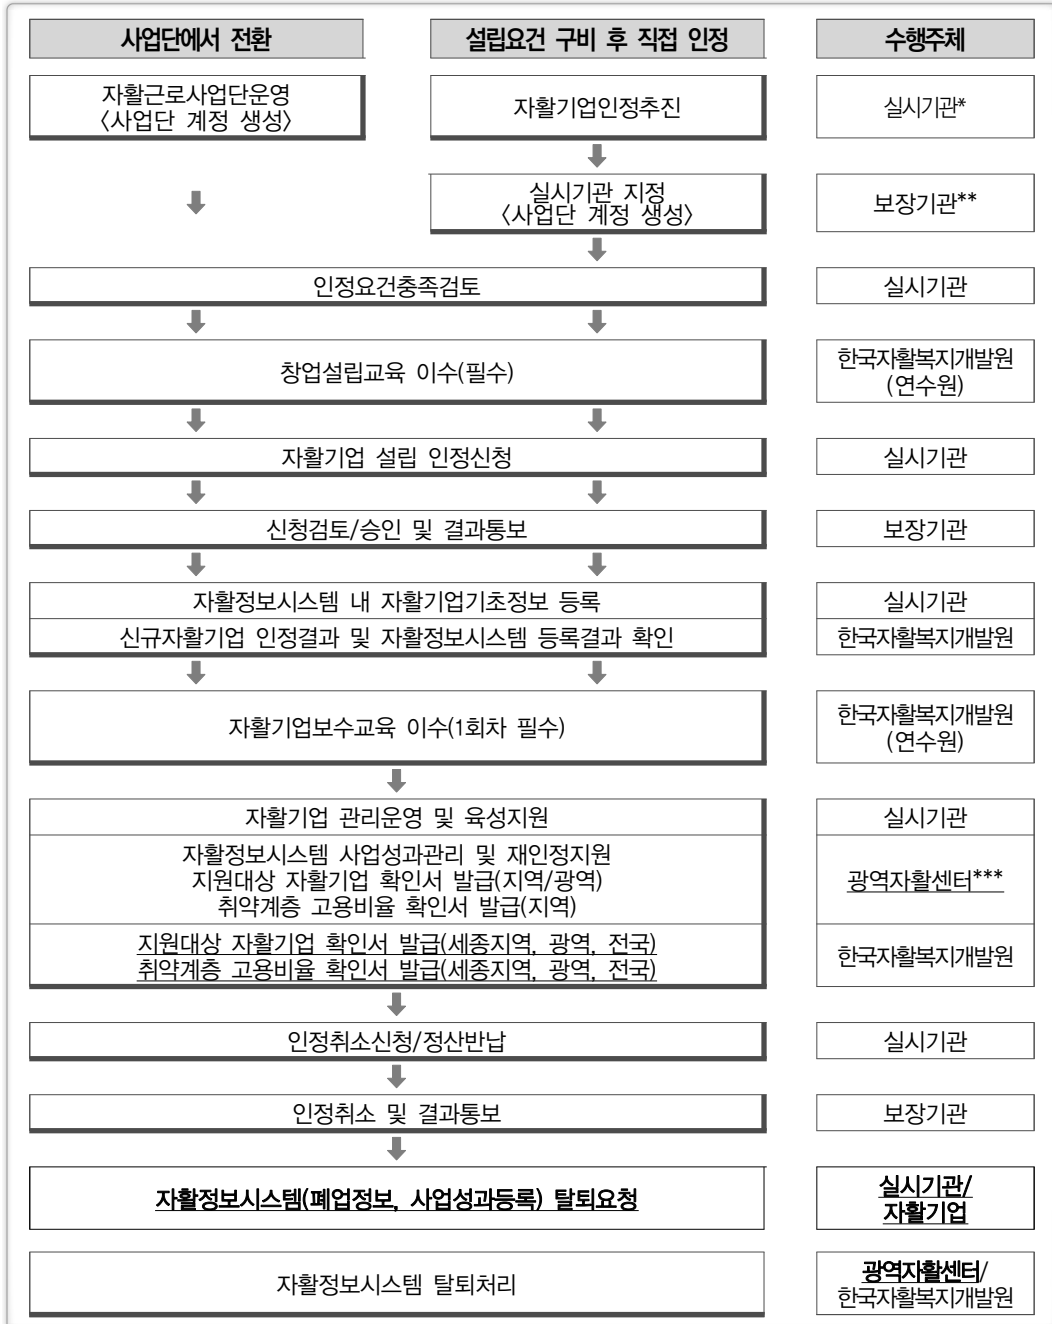 사업단에서 전환
설립요건 구비 후 직접 인정
수행주체
자활근로사업단운영
〈사업단 계정 생성〉
자활기업인정추진
실시기관*
실시기관 지정
〈사업단 계정 생성〉
보장기관**
인정요건충족검토
실시기관
창업설립교육 이수(필수)
한국자활복지개발원
(연수원)
자활기업 설립 인정신청
실시기관
신청검토/승인 및 결과통보
보장기관
자활정보시스템 내 자활기업기초정보 등록
실시기관
신규자활기업 인정결과 및 자활정보시스템 등록결과 확인
한국자활복지개발원
자활기업보수교육 이수(1회차 필수)
한국자활복지개발원
(연수원)
자활기업 관리운영 및 육성지원
실시기관
자활정보시스템 사업성과관리 및 재인정지원
지원대상 자활기업 확인서 발급(지역/광역)
취약계층 고용비율 확인서 발급(지역)
광역자활센터***
지원대상 자활기업 확인서 발급(세종지역, 광역, 전국)
취약계층 고용비율 확인서 발급(세종지역, 광역, 전국)
한국자활복지개발원
인정취소신청/정산반납
실시기관
인정취소 및 결과통보
보장기관
자활정보시스템(폐업정보, 사업성과등록) 탈퇴요청
실시기관/
자활기업
자활정보시스템 탈퇴처리
광역자활센터/
한국자활복지개발원